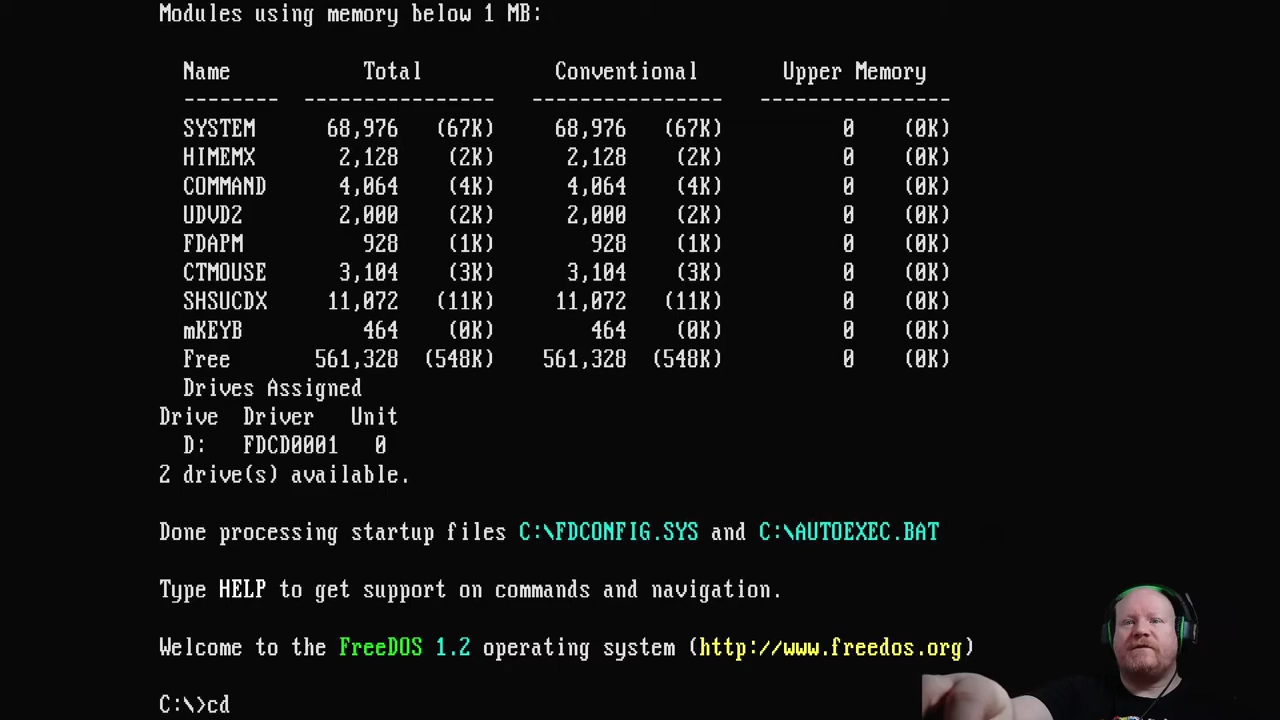 Modules using memory below 1 MB:
Name Total Conventional Upper Memory
-------- ---------------- ---------------- ----------------
SYSTEM 68,976 (67K) 68,976 (67K) 0 (0K)
HIMEMX 2,128 (2K) 2,128 (2K) 0 (0K)
COMMAND 4,064 (4K) 4,064 (4K) 0 (0K)
UDVD2 2,000 (2K) 2,000 (2K) 0 (0K)
FDAPM 928 (1K) 928 (1K) 0 (0K)
CTMOUSE 3,104 (3K) 3,104 (3K) 0 (0K)
SHSUCDX 11,072 (11K) 11,072 (11K) 0 (0K)
mKEYB 464 (0K) 464 (0K) 0 (0K)
Free 561,328 (548K) 561,328 (548K) 0 (0K)
Drives Assigned
Drive Driver Unit
D: FDCD0001 0
2 drive(s) available.
Done processing startup files C:\FDCONFIG.SYS and C:\AUTOEXEC.BAT
Type HELP to get support on commands and navigation.
Welcome to the FreeDOS 1.2 operating system (http://www.freedos.org)
C:\>cd